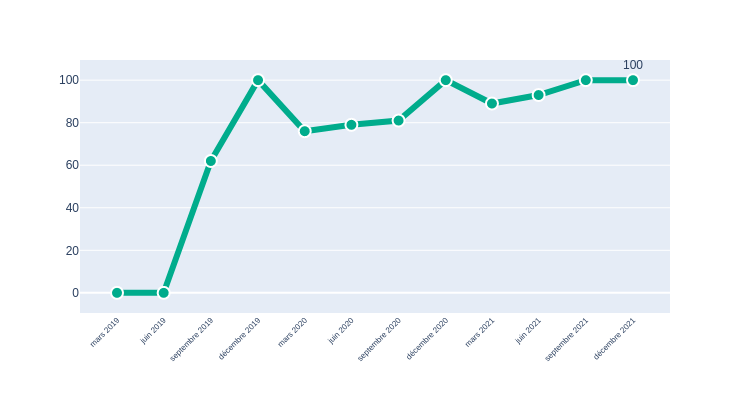 100
100
80
60
40
20
0
mars 2019
juin 2019
septembre 2019
décembre 2019
mars 2020
juin 2020
septembre 2020
décembre 2020
mars 2021
juin 2021
septembre 2021
décembre 2021